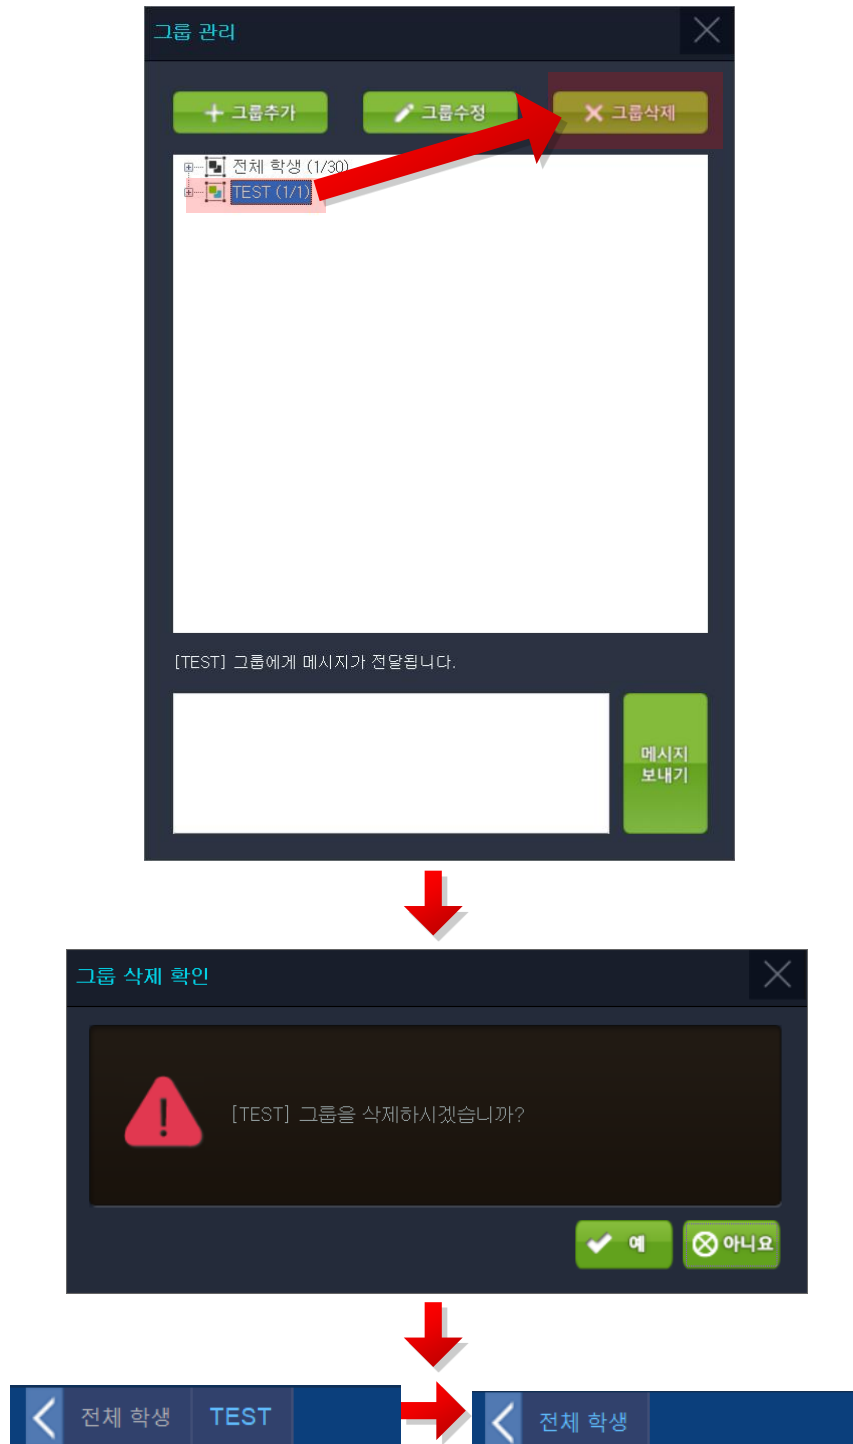 그룹 관리
그룹추가
그룹수정
그룹삭제
전체 학생 (1/30)
TEST (1/1)
[TEST] 그룹에게 메시지가 전달됩니다.
메시지
보내기
그룹 삭제 확인
[TEST] 그룹을 삭제하시겠습니까?
예
아니요
전체 학생
TEST
전체 학생